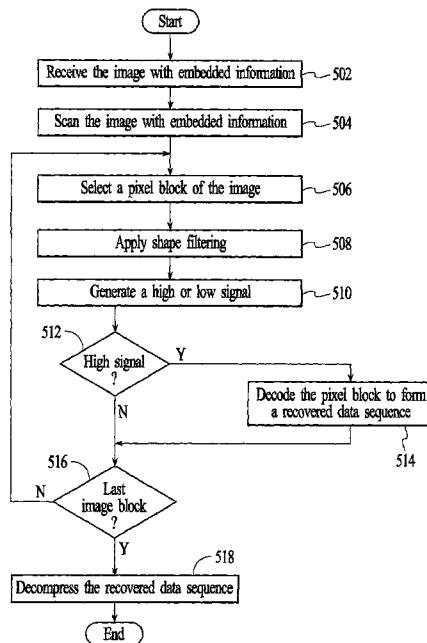 Start
Receive the image with embedded information
502
Scan the image with embedded information
504
Select a pixel block of the image
506
Apply shape filtering
508
Generate a high or low signal
510
512
High signal
?
Y
N
Decode the pixel block to form
a recovered data sequence
514
516
Last
image block
?
N
Y
518
Decompress the recovered data sequence
End